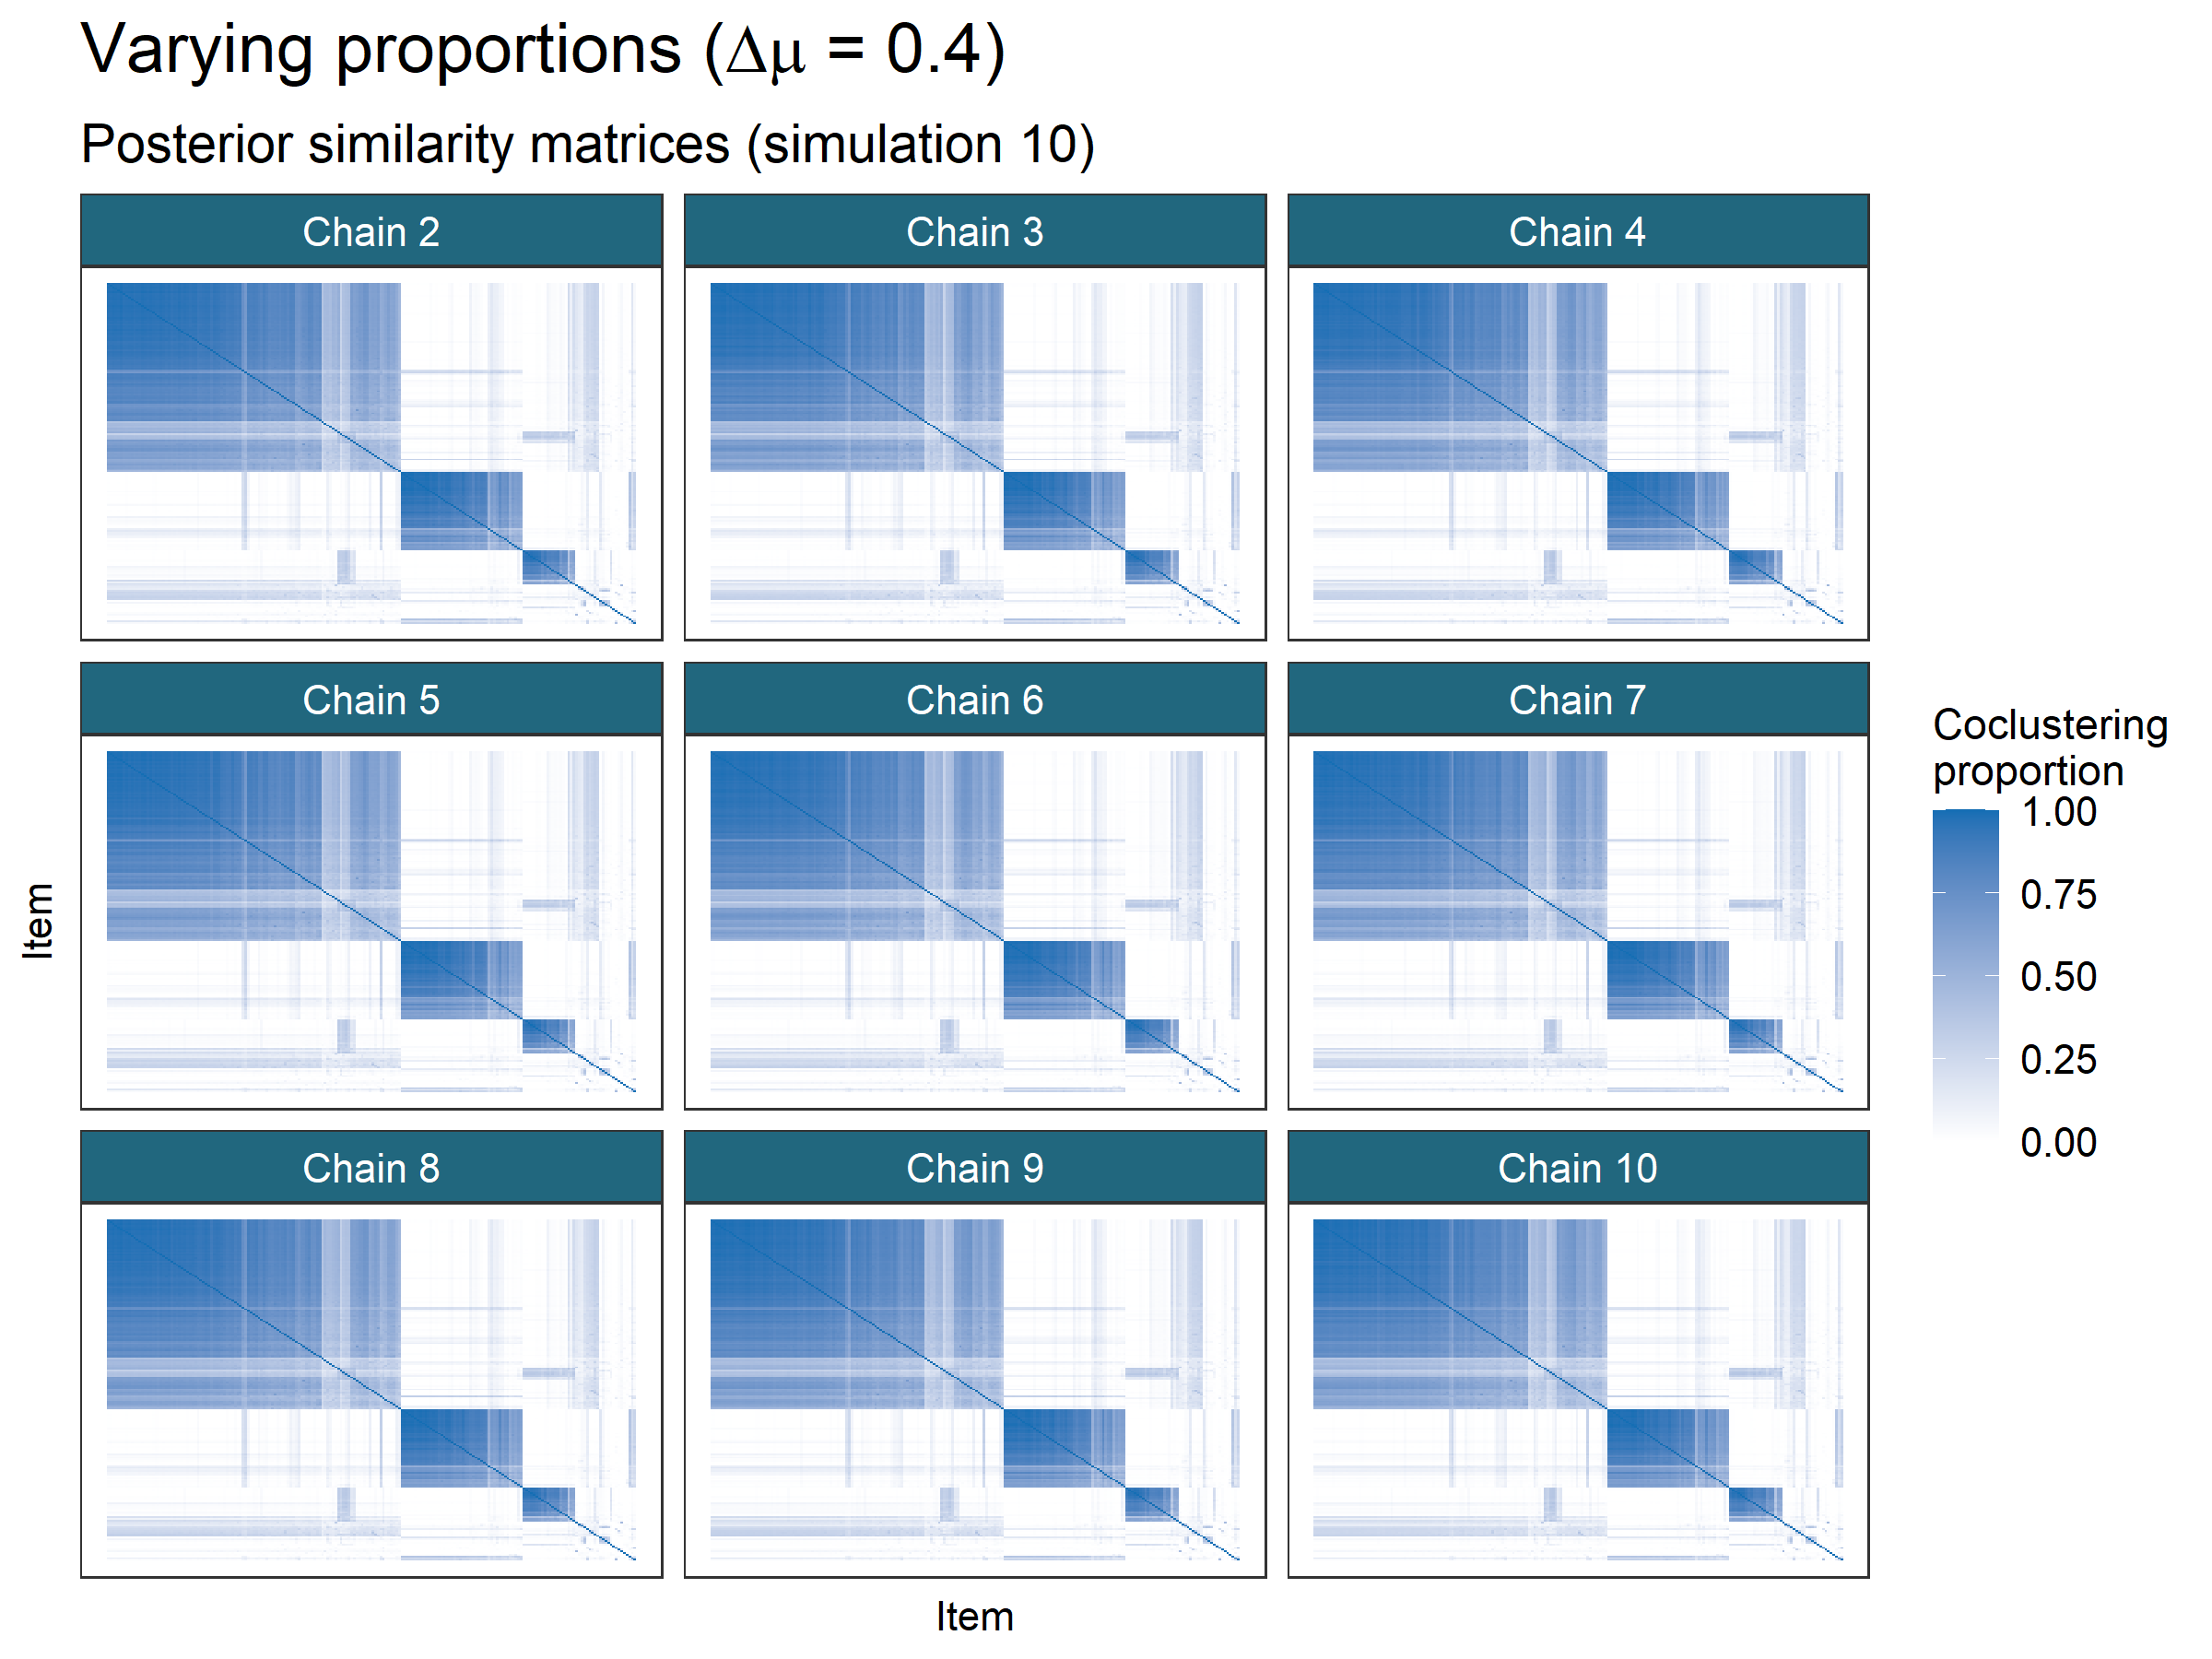 Varying proportions (Δμ = 0.4)
Posterior similarity matrices (simulation 10)
Chain 2
Chain 3
Chain 4
Chain 5
Chain 6
Chain 7
Chain 8
Chain 9
Chain 10
Item
Item
Coclustering
proportion
1.00
0.75
0.50
0.25
0.00